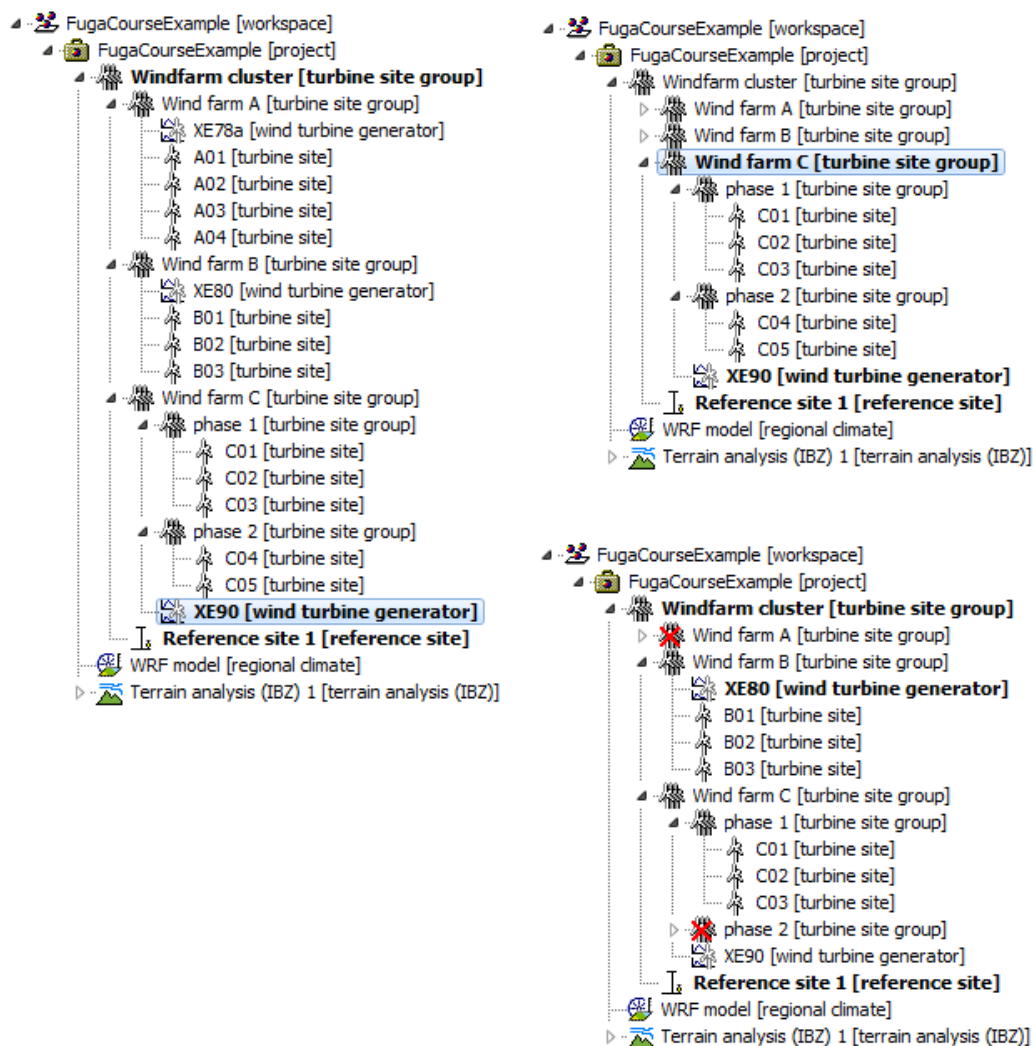 FugaCourseExample [workspace]
FugaCourseExample [project]
Windfarm cluster [turbine site group]
Wind farm A [turbine site group]
XE78a [wind turbine generator]
A01 [turbine site]
A02 [turbine site]
A03 [turbine site]
A04 [turbine site]
Wind farm B [turbine site group]
XE80 [wind turbine generator]
B01 [turbine site]
B02 [turbine site]
B03 [turbine site]
Wind farm C [turbine site group]
phase 1 [turbine site group]
C01 [turbine site]
C02 [turbine site]
C03 [turbine site]
phase 2 [turbine site group]
C04 [turbine site]
C05 [turbine site]
XE90 [wind turbine generator]
Reference site 1 [reference site]
WRF model [regional climate]
Terrain analysis (IBZ) 1 [terrain analysis (IBZ)]
FugaCourseExample [workspace]
FugaCourseExample [project]
Windfarm cluster [turbine site group]
Wind farm A [turbine site group]
Wind farm B [turbine site group]
Wind farm C [turbine site group]
phase 1 [turbine site group]
C01 [turbine site]
C02 [turbine site]
C03 [turbine site]
phase 2 [turbine site group]
C04 [turbine site]
C05 [turbine site]
XE90 [wind turbine generator]
Reference site 1 [reference site]
WRF model [regional climate]
Terrain analysis (IBZ) 1 [terrain analysis (IBZ)]
FugaCourseExample [workspace]
FugaCourseExample [project]
Windfarm cluster [turbine site group]
Wind farm A [turbine site group]
Wind farm B [turbine site group]
XE80 [wind turbine generator]
B01 [turbine site]
B02 [turbine site]
B03 [turbine site]
Wind farm C [turbine site group]
phase 1 [turbine site group]
C01 [turbine site]
C02 [turbine site]
C03 [turbine site]
phase 2 [turbine site group]
XE90 [wind turbine generator]
Reference site 1 [reference site]
WRF model [regional climate]
Terrain analysis (IBZ) 1 [terrain analysis (IBZ)]